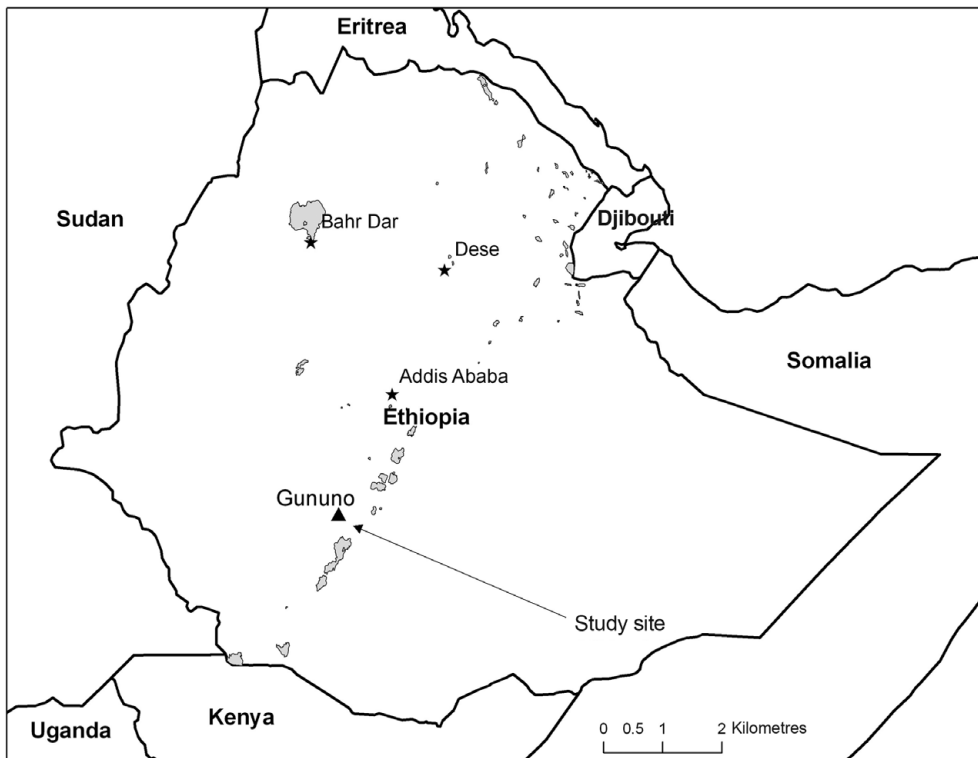 Eritrea
Sudan
Bahr Dar
Djibouti
Dese
Somalia
Addis Ababa
Ethiopia
Gununo
Study site
Uganda
Kenya
0 0.5 1 2 Kilometres